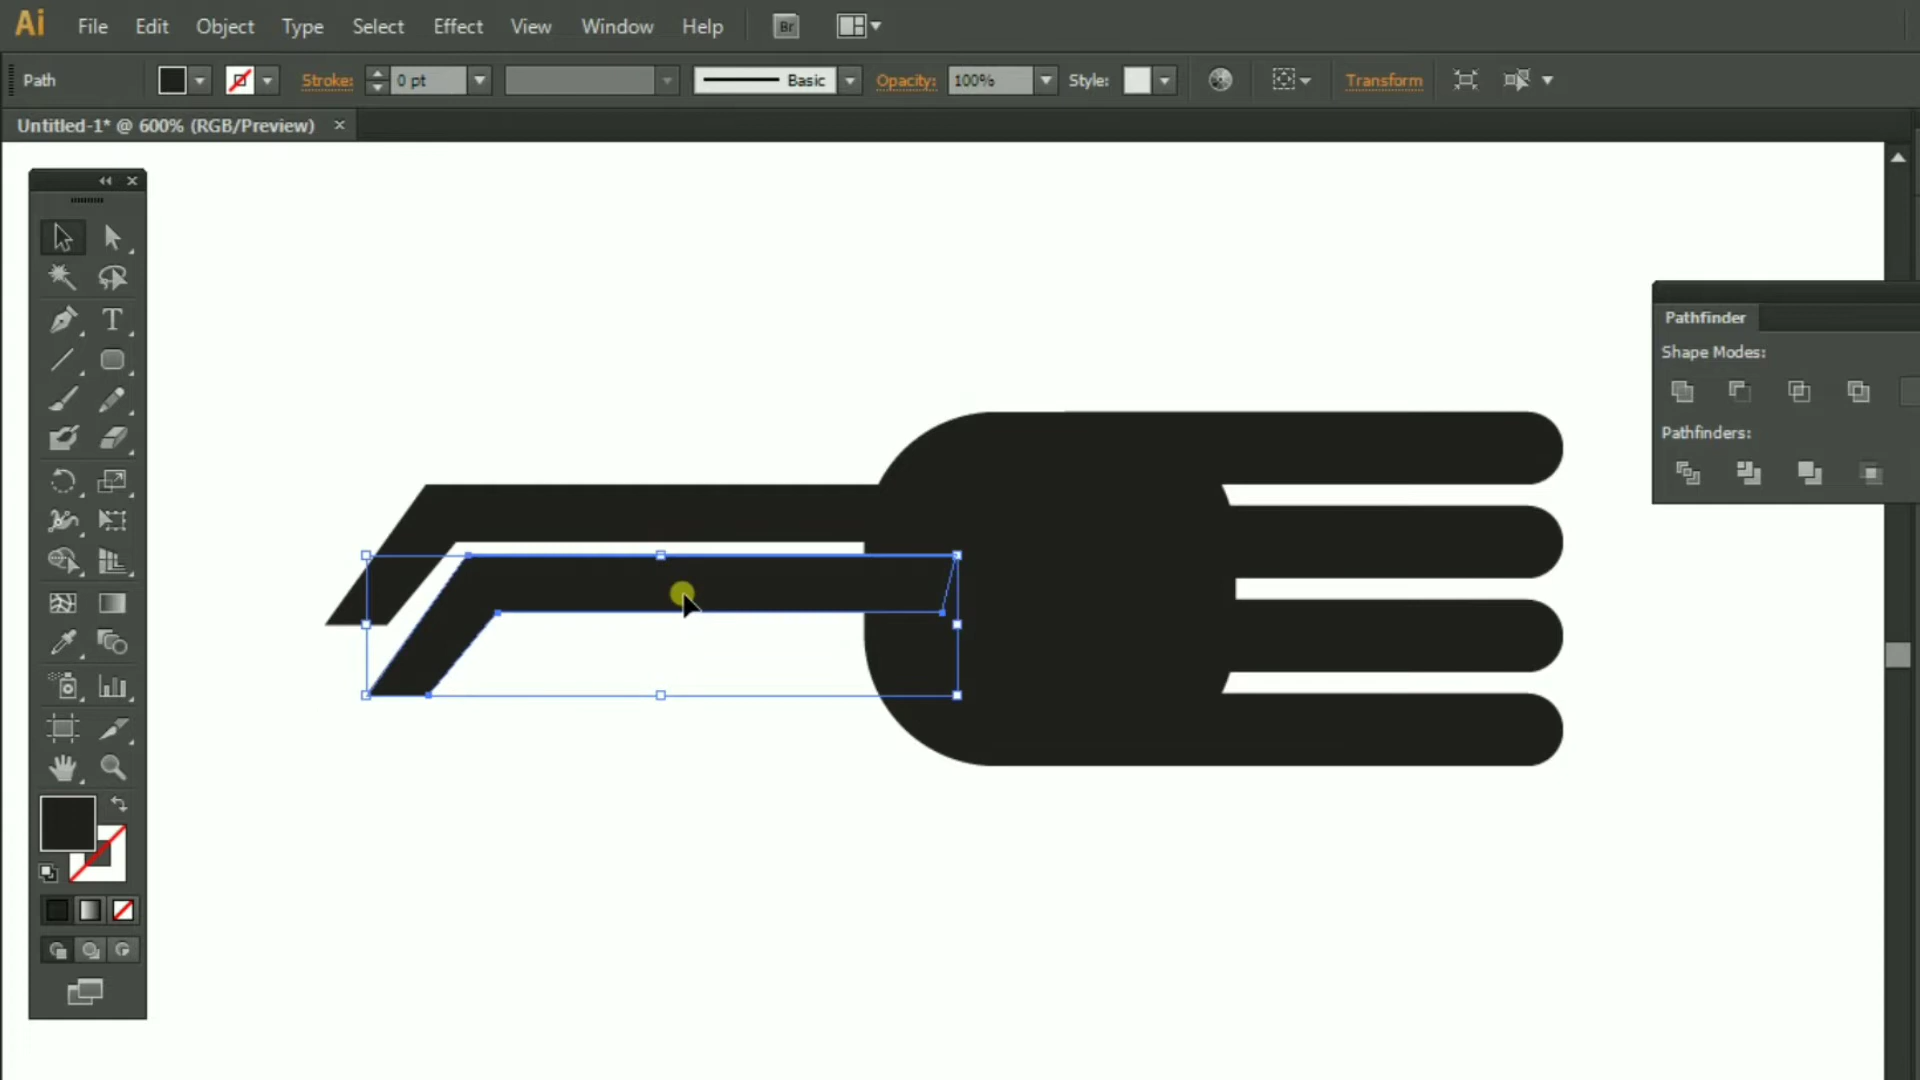 Ai File Edit Object Type Select Effect View Window Help Br
Path Stroke: 0 pt Basic Opacity: 100% Style: Transform
Untitled-1* @ 600% (RGB/Preview) ×
T
Pathfinder
Shape Modes:
Pathfinders: